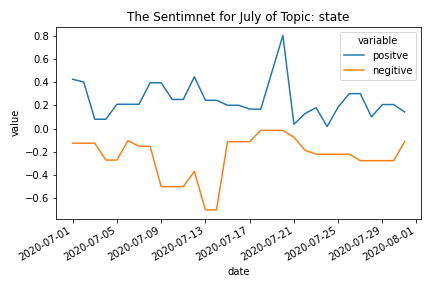 The Sentimnet for July of Topic: state
variable
positve
negitive
value
0.8
0.6
0.4
0.2
0.0
−0.2
−0.4
−0.6
2020-07-01
2020-07-05
2020-07-09
2020-07-13
2020-07-17
2020-07-21
2020-07-25
2020-07-29
2020-08-01
date